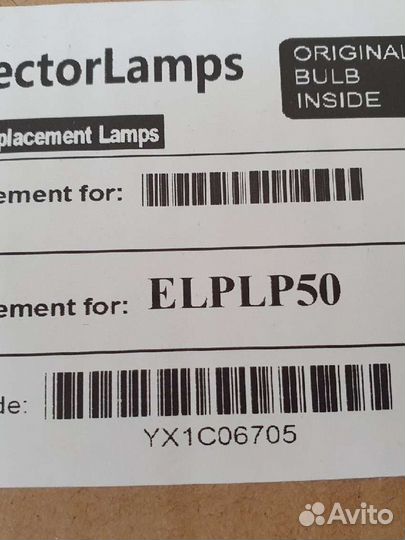 ectorLamps
ORIGINAL
BULB
INSIDE
placement Lamps
ement for:
ement for: ELPLP50
de:
YX1C06705
Avito